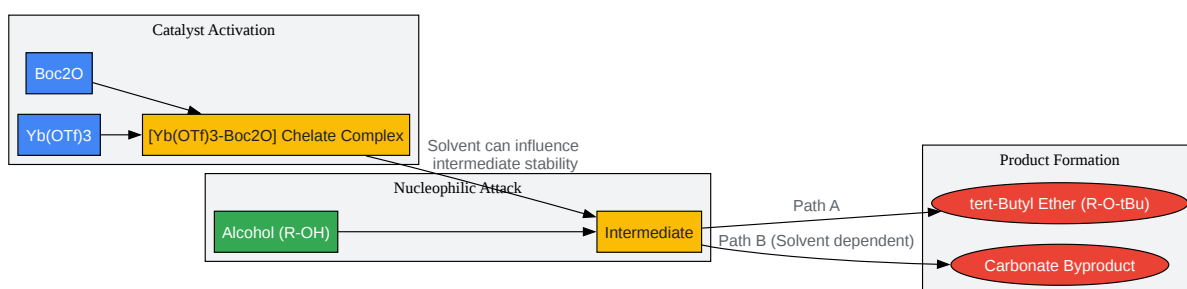 Catalyst Activation
Boc2O
Yb(OTf)3
[Yb(OTf)3-Boc2O] Chelate Complex
Solvent can influence
intermediate stability
Nucleophilic Attack
Alcohol (R-OH)
Intermediate
Path A
Path B (Solvent dependent)
Product Formation
tert-Butyl Ether (R-O-tBu)
Carbonate Byproduct